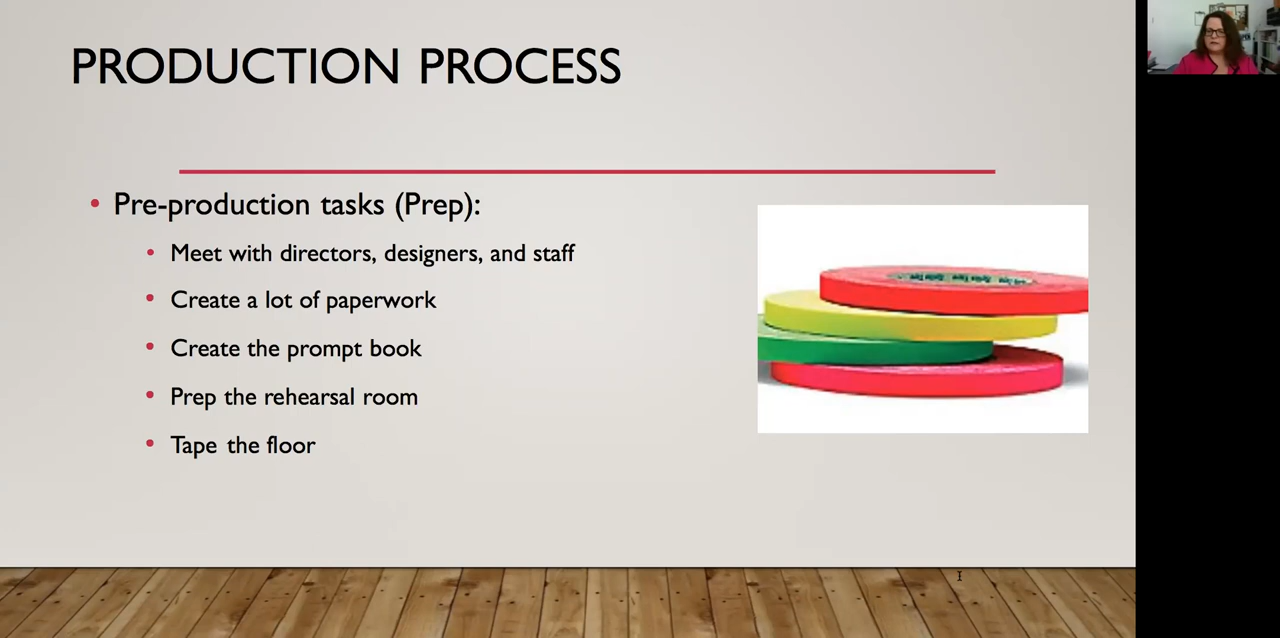 PRODUCTION PROCESS
Pre-production tasks (Prep):
Meet with directors, designers, and staff
Create a lot of paperwork
Create the prompt book
Prep the rehearsal room
Tape the floor